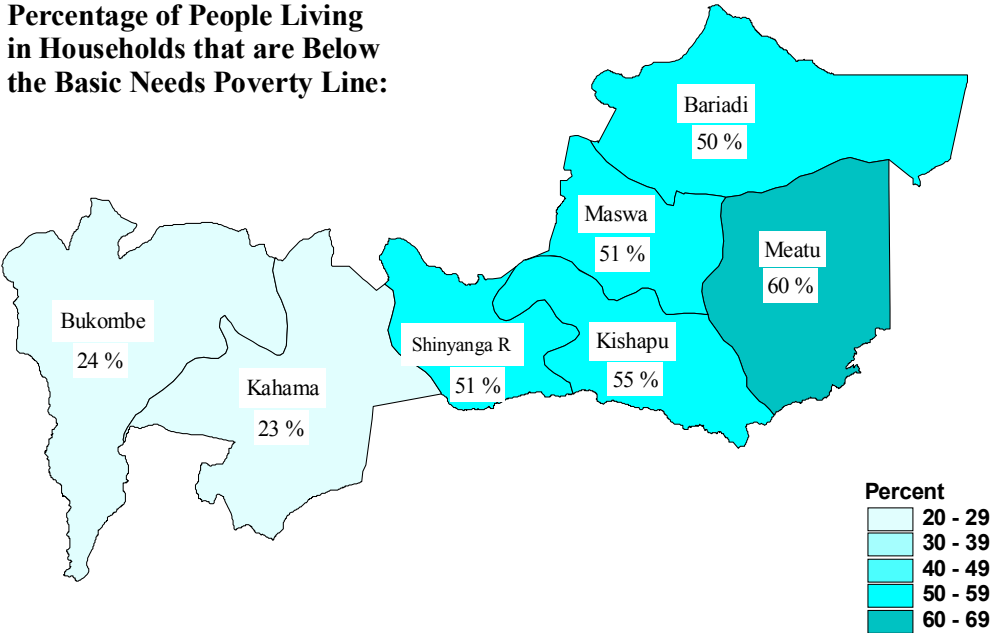 Percentage of People Living
in Households that are Below
the Basic Needs Poverty Line:
Bariadi
50 %
Maswa
51 %
Meatu
60 %
Bukombe
24 %
Shinyanga R
51 %
Kishapu
55 %
Kahama
23 %
Percent
20 - 29
30 - 39
40 - 49
50 - 59
60 - 69